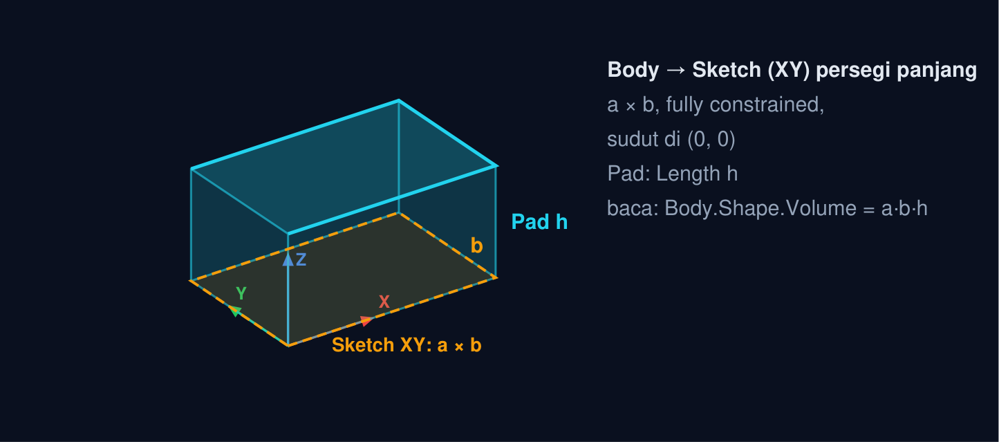 Body → Sketch (XY) persegi panjang
a × b, fully constrained,
sudut di (0, 0)
Pad: Length h
baca: Body.Shape.Volume = a·b·h
Pad h
b
Z
Y
X
Sketch XY: a × b